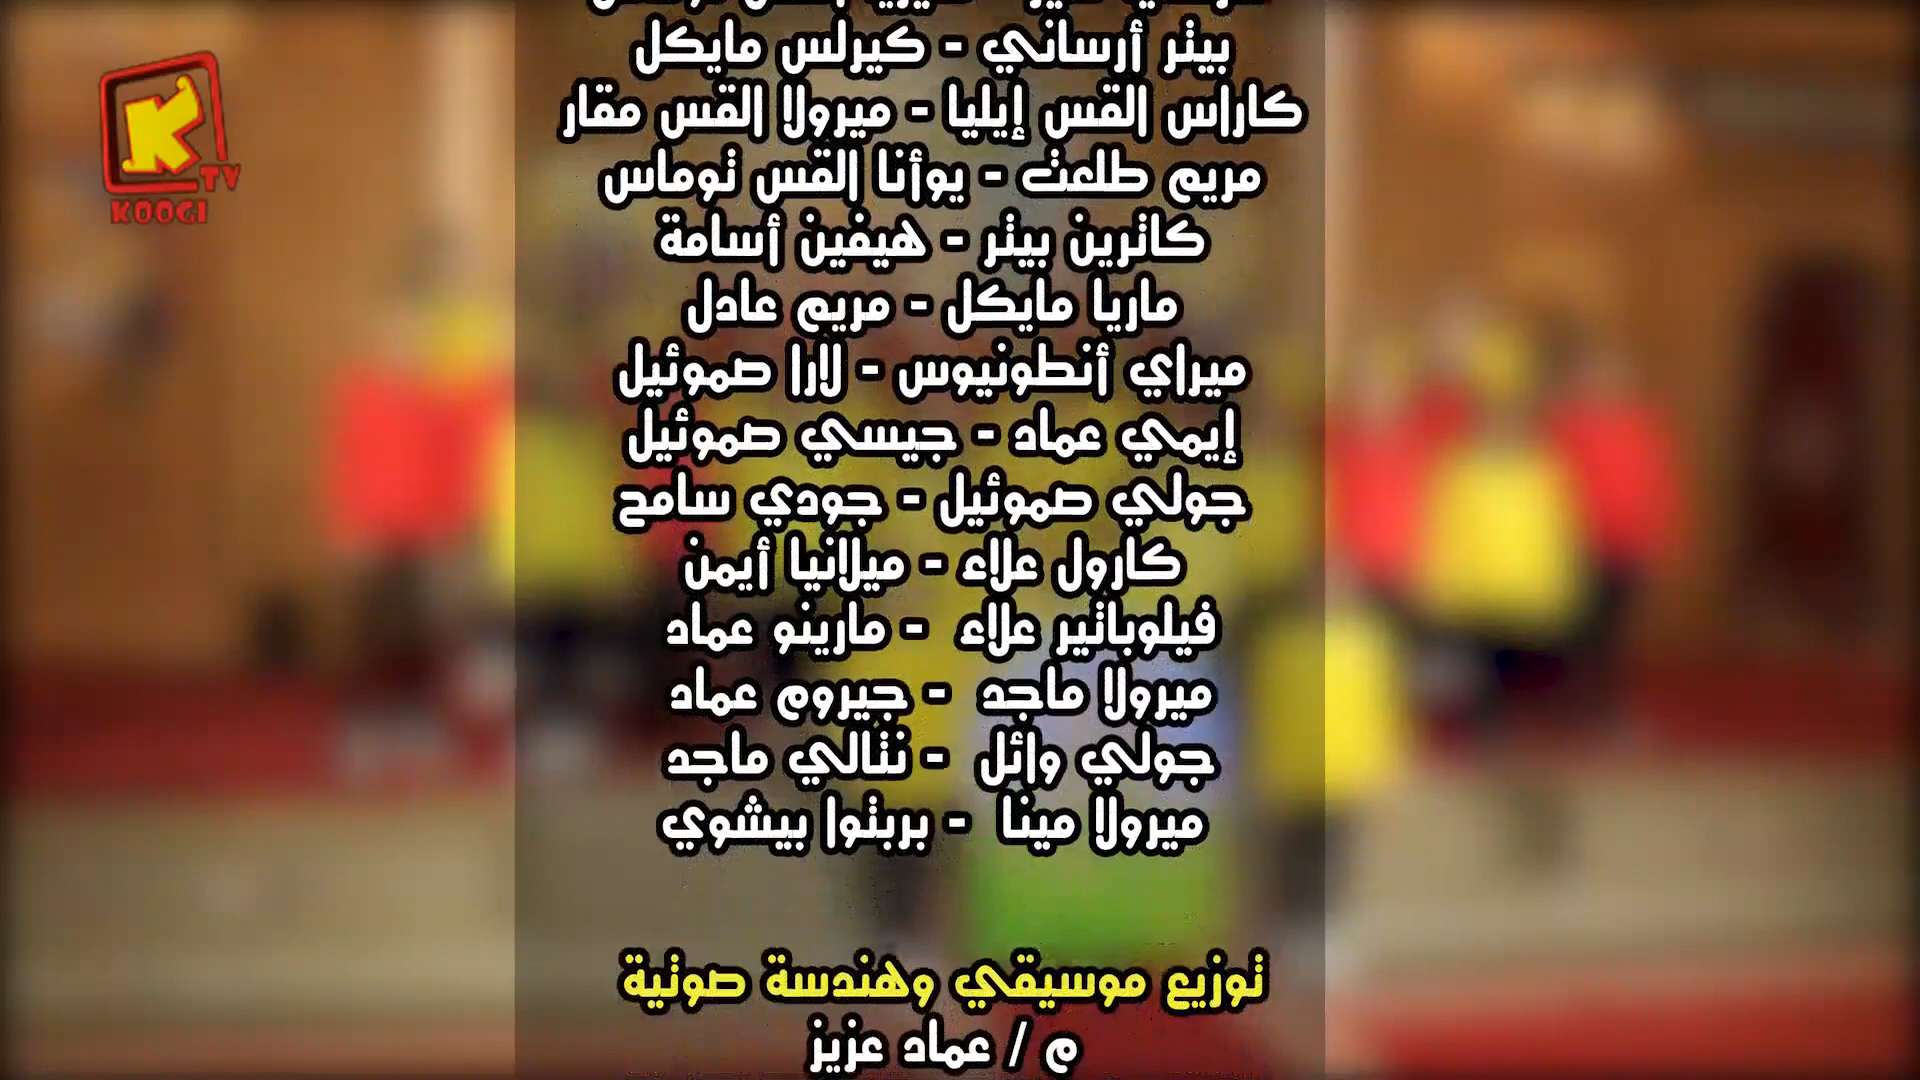 بيتر أرساني - كيرلس مايكل
كاراس القس إيليا - ميرولا القس مقار
مريم طلعت - يوأنا القس توماس
كاترين بيتر - هيفين أسامة
ماريا مايكل - مريم عادل
ميراي أنطونيوس - لارا صموئيل
إيمي عماد - جيسي صموئيل
جولي صموئيل - جودي سامح
كارول علاء - ميلانيا أيمن
فيلوباتير علاء - مارينو عماد
ميرولا ماجد - جيروم عماد
جولي وائل - نتالي ماجد
ميرولا مينا - بربتوا بيشوي
توزيع موسيقي وهندسة صوتية
م / عماد عزيز
K TV
KOOGI